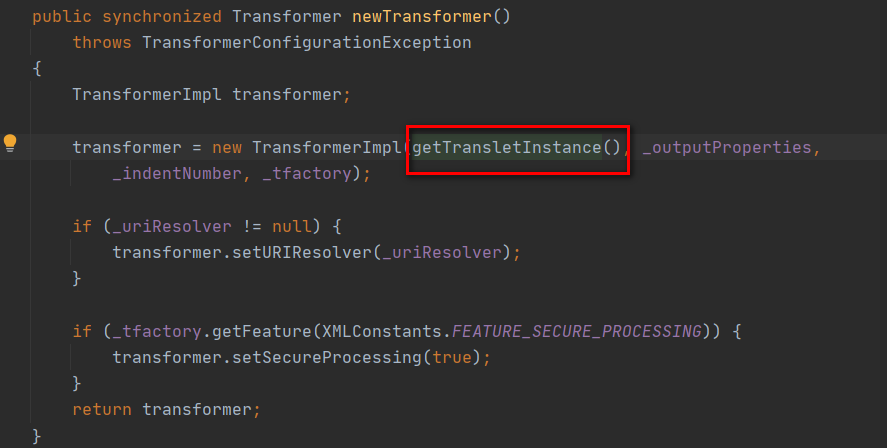 public synchronized Transformer newTransformer()
throws TransformerConfigurationException
{
TransformerImpl transformer;
transformer = new TransformerImpl(getTransletInstance(), _outputProperties,
_indentNumber, _tfactory);
if (_uriResolver != null) {
transformer.setURIResolver(_uriResolver);
}
if (_tfactory.getFeature(XMLConstants.FEATURE_SECURE_PROCESSING)) {
transformer.setSecureProcessing(true);
}
return transformer;
}